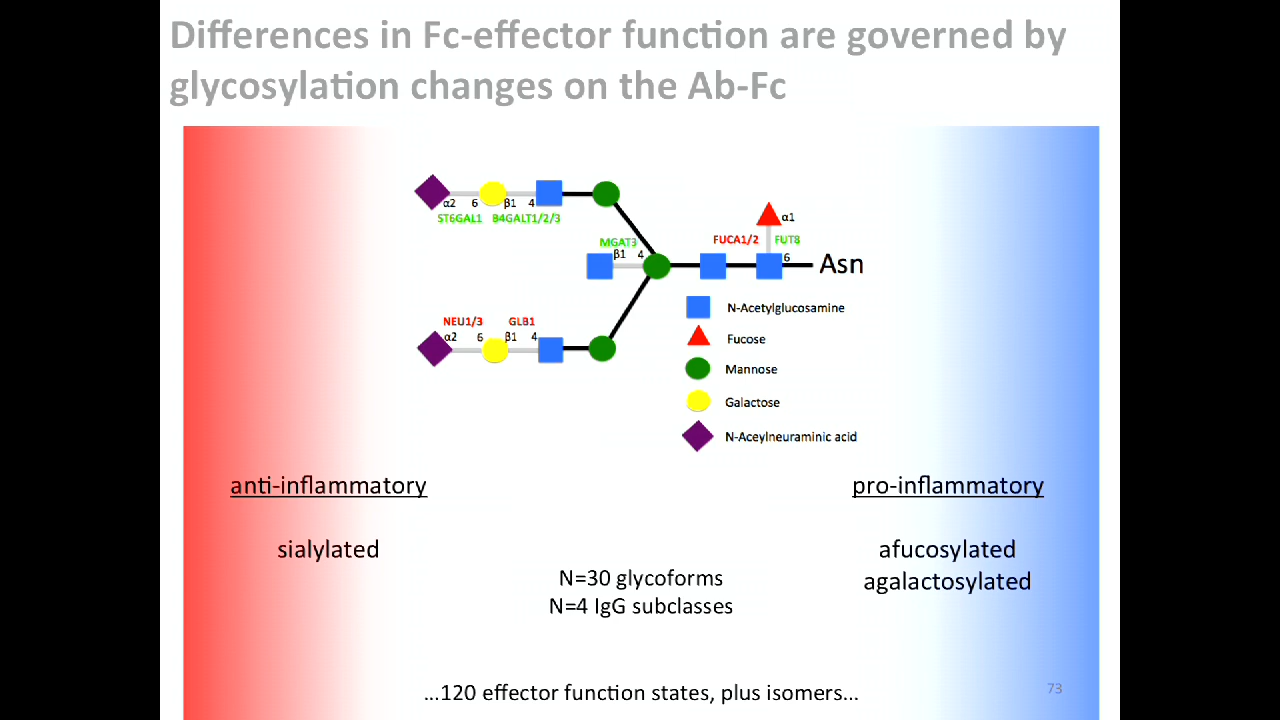 Differences in Fc-effector function are governed by
glycosylation changes on the Ab-Fc
α2 6 β1 4
ST6GAL1 B4GALT1/2/3
α1
MGAT3
FUCA1/2 FUT8
β1 4
6
Asn
NEU1/3 GLB1
α2 6 β1 4
N-Acetylglucosamine
Fucose
Mannose
Galactose
N-Aceylneuraminic acid
anti-inflammatory
pro-inflammatory
sialylated
afucosylated
agalactosylated
N=30 glycoforms
N=4 IgG subclasses
...120 effector function states, plus isomers...
73